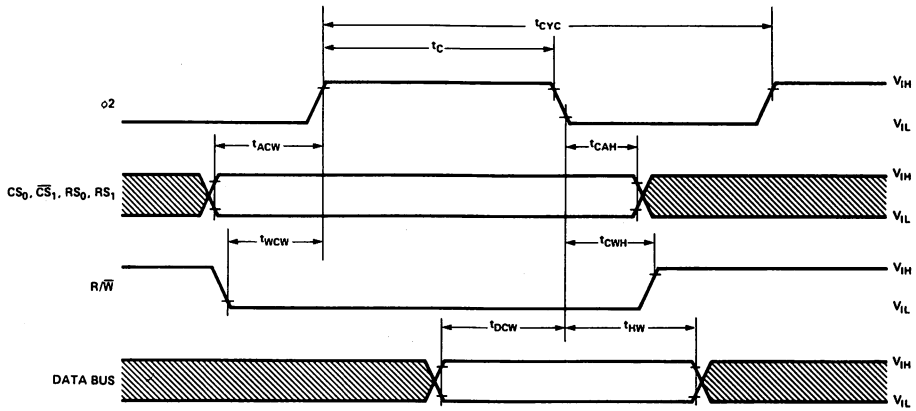 tCYC
tC
ϕ2
VIH
VIL
tACW
tCAH
CS0, C̅S̅1, RS0, RS1
VIH
VIL
tWCW
tCWH
R/W̅
VIH
VIL
tDCW
tHW
DATA BUS
VIH
VIL